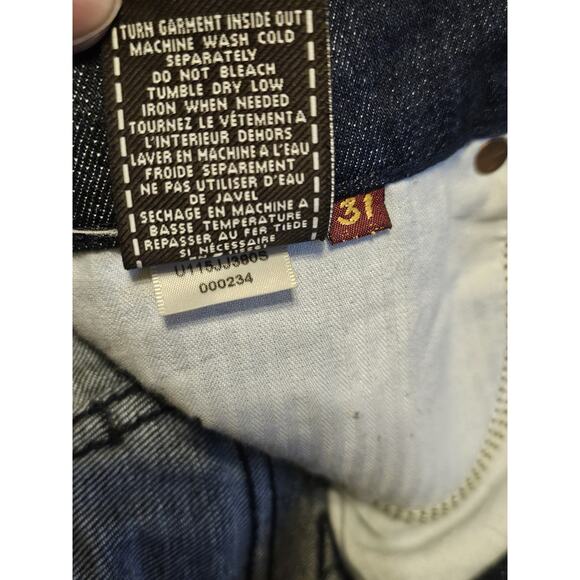 TURN GARMENT INSIDE OUT
MACHINE WASH COLD
SEPARATELY
DO NOT BLEACH
TUMBLE DRY LOW
IRON WHEN NEEDED
TOURNEZ LE VÉTEMENT A
L'INTERIEUR DEHORS
LAVER EN MACHINE A L'EAU
FROIDE SEPAREMENT
NE PAS UTILISER D'EAU
DE JAVEL
SECHAGE EN MACHINE A
BASSE TEMPERATURE
REPASSER AU FER TIEDE
SI NÉCESSAIRE
31
U115JJ380S
000234